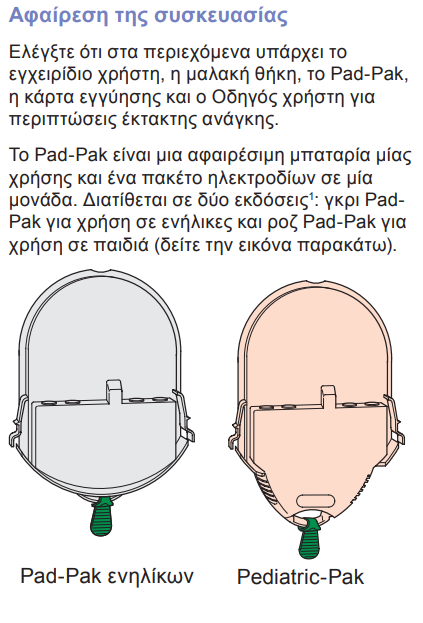 Αφαίρεση της συσκευασίας
Ελέγξτε ότι στα περιεχόμενα υπάρχει το
εγχειρίδιο χρήστη, η μαλακή θήκη, το Pad-Pak,
η κάρτα εγγύησης και ο Οδηγός χρήστη για
περιπτώσεις έκτακτης ανάγκης.
Το Pad-Pak είναι μια αφαιρέσιμη μπαταρία μίας
χρήσης και ένα πακέτο ηλεκτροδίων σε μία
μονάδα. Διατίθεται σε δύο εκδόσεις¹: γκρι Pad-
Pak για χρήση σε ενήλικες και ροζ Pad-Pak για
χρήση σε παιδιά (δείτε την εικόνα παρακάτω).
Pad-Pak ενηλίκων
Pediatric-Pak